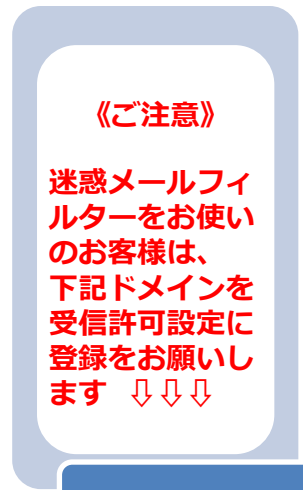 《ご注意》
迷惑メールフィ
ルターをお使い
のお客様は、
下記ドメインを
受信許可設定に
登録をお願いし
ます ⇩⇩⇩